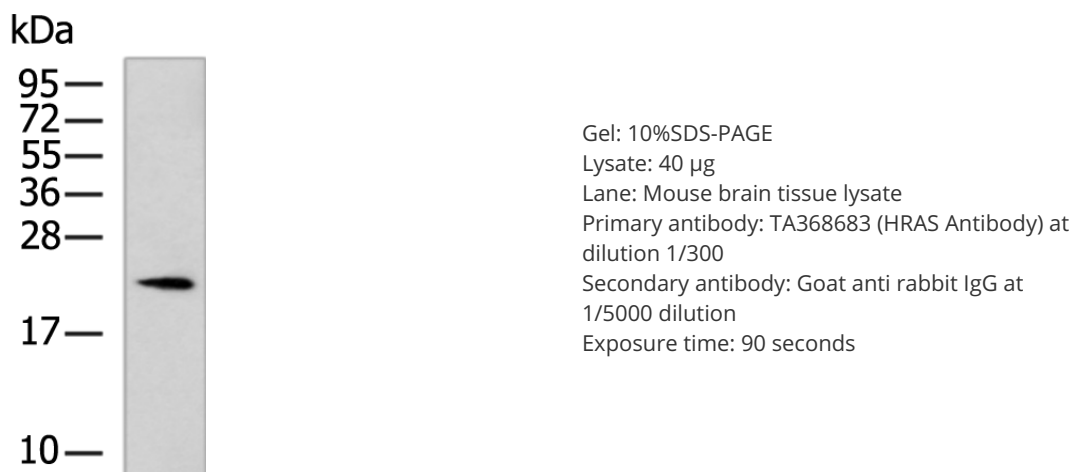 kDa
95
72
55
36
28
17
10
Gel: 10%SDS-PAGE
Lysate: 40 μg
Lane: Mouse brain tissue lysate
Primary antibody: TA368683 (HRAS Antibody) at
dilution 1/300
Secondary antibody: Goat anti rabbit IgG at
1/5000 dilution
Exposure time: 90 seconds